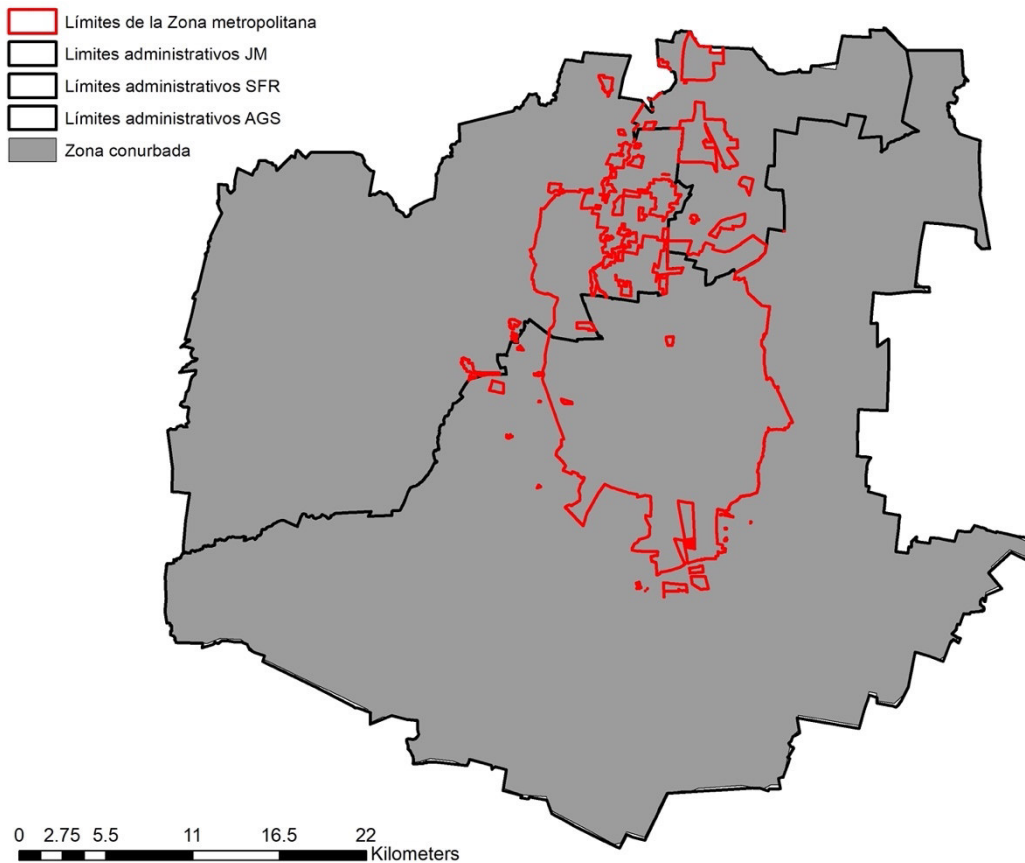 Límites de la Zona metropolitana
Limites administrativos JM
Límites administrativos SFR
Límites administrativos AGS
Zona conurbada
0 2.75 5.5 11 16.5 22
Kilometers